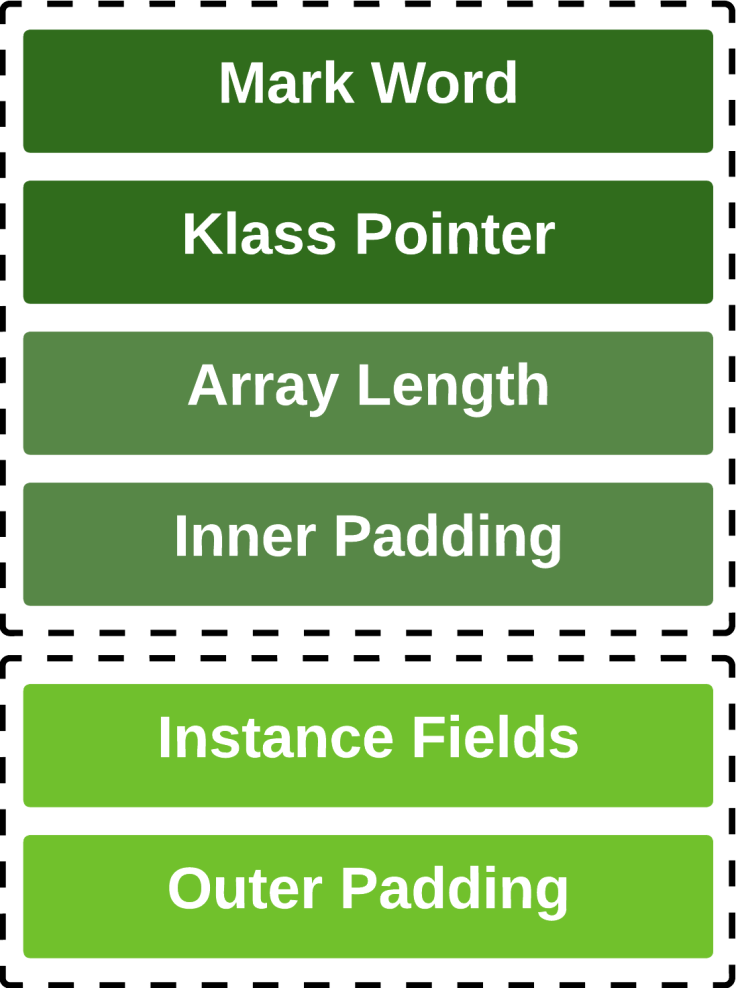 Mark Word
Klass Pointer
Array Length
Inner Padding
Instance Fields
Outer Padding